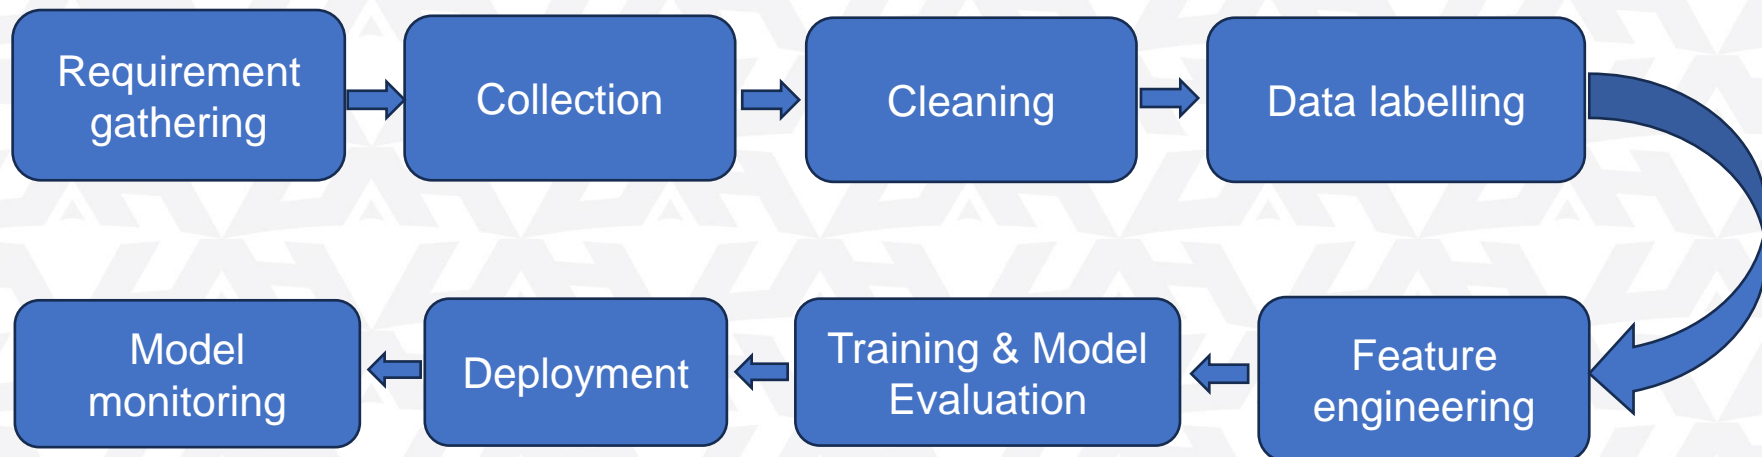 Requirement
gathering
Collection
Cleaning
Data labelling
Feature
engineering
Training & Model
Evaluation
Deployment
Model
monitoring